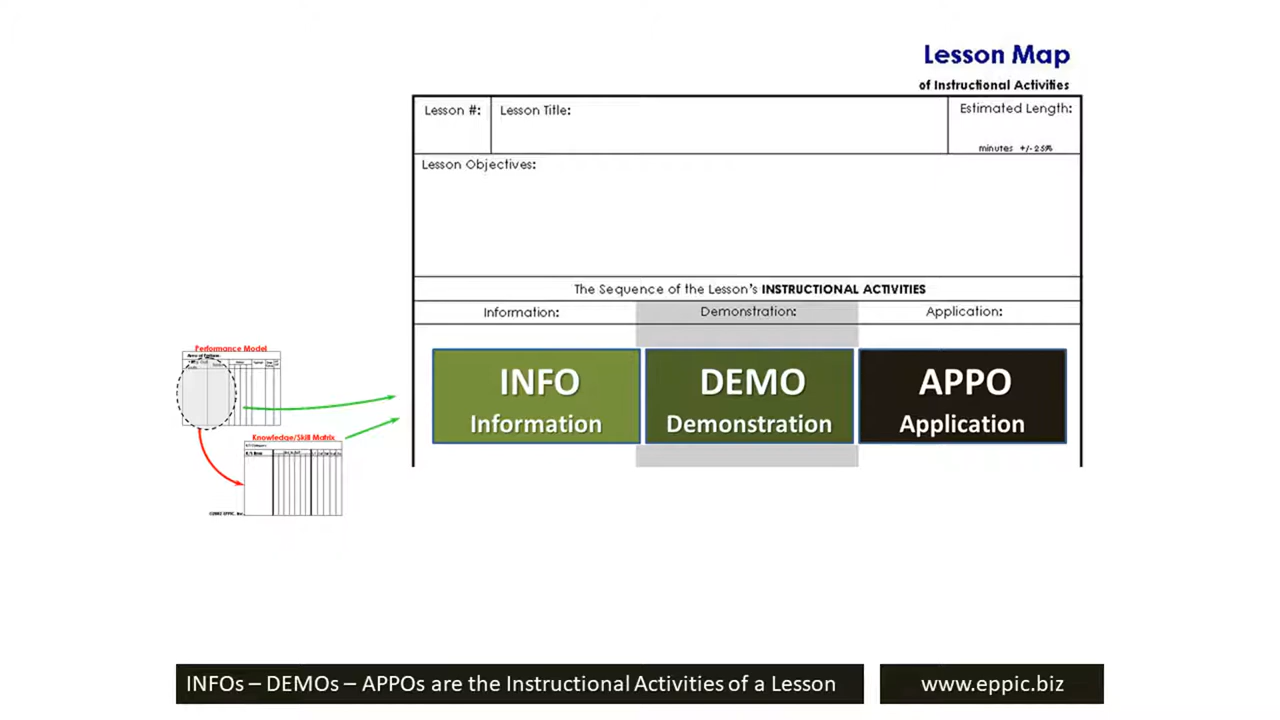 Lesson Map
of Instructional Activities
Lesson #:
Lesson Title:
Estimated Length:
minutes +/- 25%
Lesson Objectives:
The Sequence of the Lesson's INSTRUCTIONAL ACTIVITIES
Information:
Demonstration:
Application:
INFO
Information
DEMO
Demonstration
APPO
Application
Performance Model
Knowledge/Skill Matrix
INFOs – DEMOs – APPOs are the Instructional Activities of a Lesson
www.eppic.biz